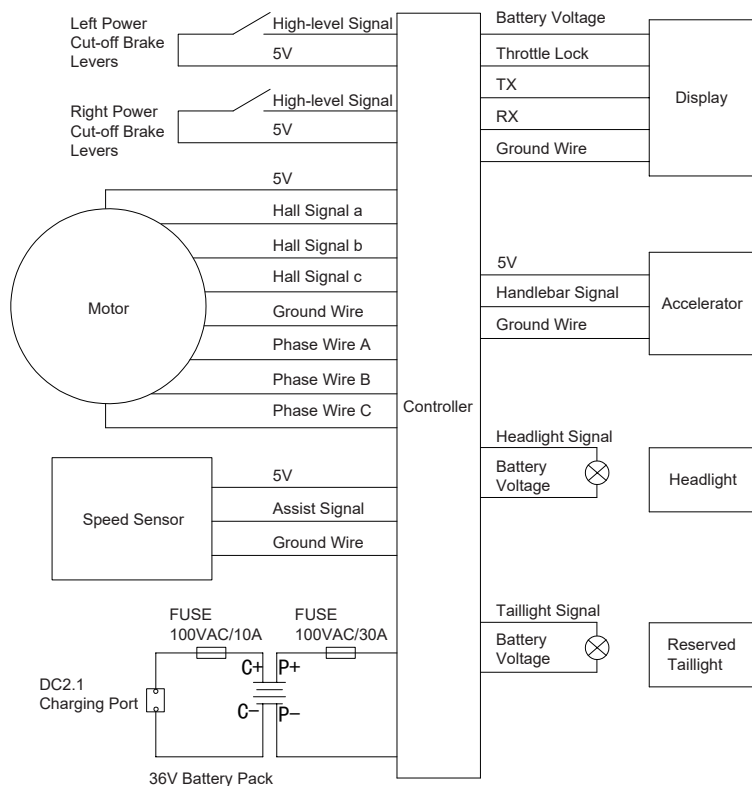 Left Power
Cut-off Brake
Levers
High-level Signal
5V
Right Power
Cut-off Brake
Levers
High-level Signal
5V
Motor
5V
Hall Signal a
Hall Signal b
Hall Signal c
Ground Wire
Phase Wire A
Phase Wire B
Phase Wire C
Speed Sensor
5V
Assist Signal
Ground Wire
FUSE
100VAC/10A
FUSE
100VAC/30A
C+ P+
C− P−
DC2.1
Charging Port
36V Battery Pack
Controller
Battery Voltage
Throttle Lock
TX
RX
Ground Wire
Display
5V
Handlebar Signal
Ground Wire
Accelerator
Headlight Signal
Battery
Voltage
Headlight
Taillight Signal
Battery
Voltage
Reserved
Taillight